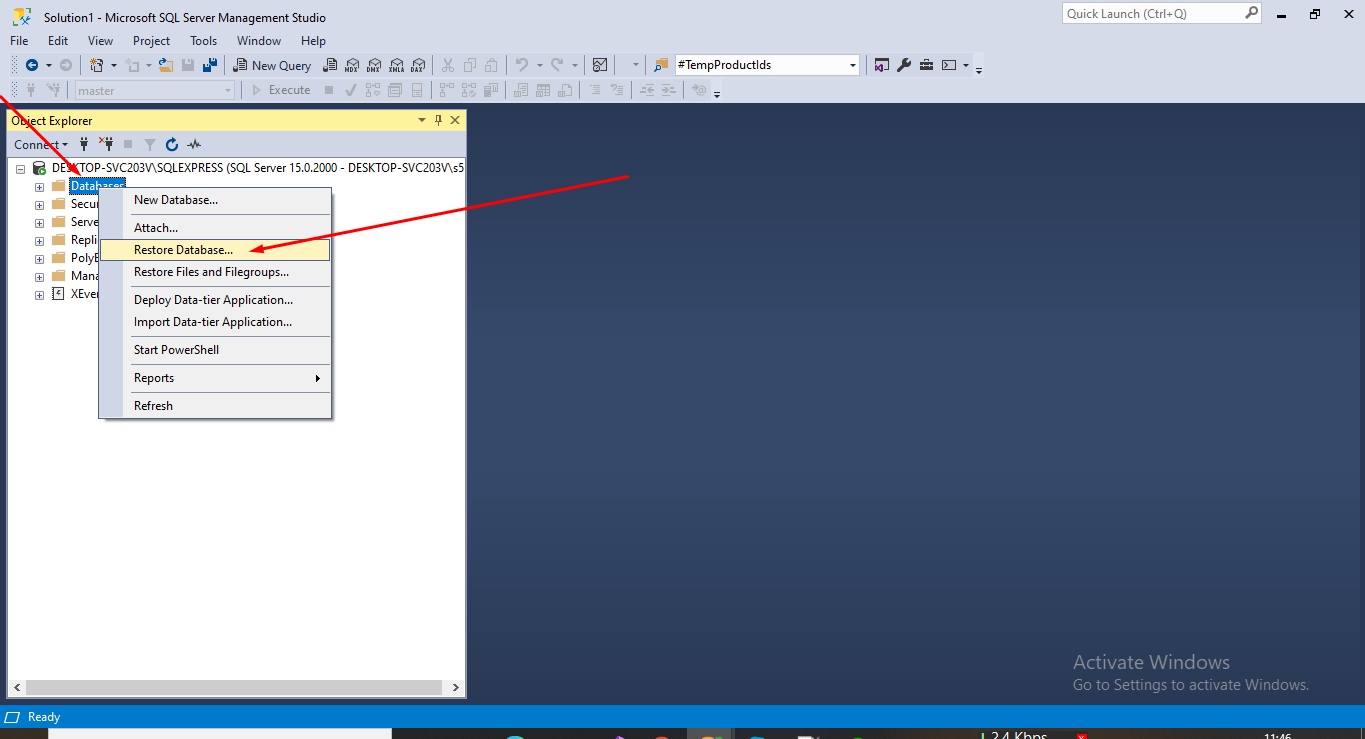 Solution1 - Microsoft SQL Server Management Studio
Quick Launch (Ctrl+Q)
File Edit View Project Tools Window Help
New Query MDX DMX XMLA DAX #TempProductIds
master Execute
Object Explorer
Connect
DESKTOP-SVC203V\SQLEXPRESS (SQL Server 15.0.2000 - DESKTOP-SVC203V\s5
Databases
Secu
Serve
Repli
Poly
Mana
XEve
New Database...
Attach...
Restore Database...
Restore Files and Filegroups...
Deploy Data-tier Application...
Import Data-tier Application...
Start PowerShell
Reports
Refresh
Activate Windows
Go to Settings to activate Windows.
Ready
2.4 Kbps
11:46